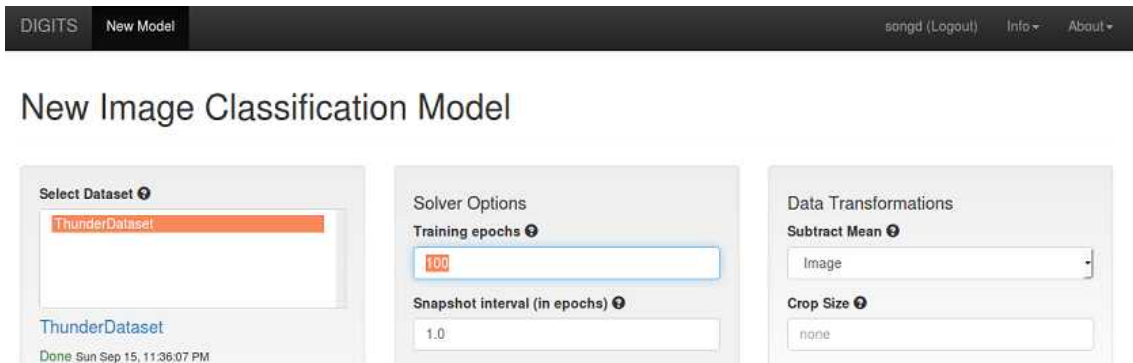 DIGITS New Model songd (Logout) Info About
New Image Classification Model
Select Dataset
ThunderDataset
ThunderDataset
Done Sun Sep 15, 11:36:07 PM
Solver Options
Training epochs
100
Snapshot interval (in epochs)
1.0
Data Transformations
Subtract Mean
Image
Crop Size
none